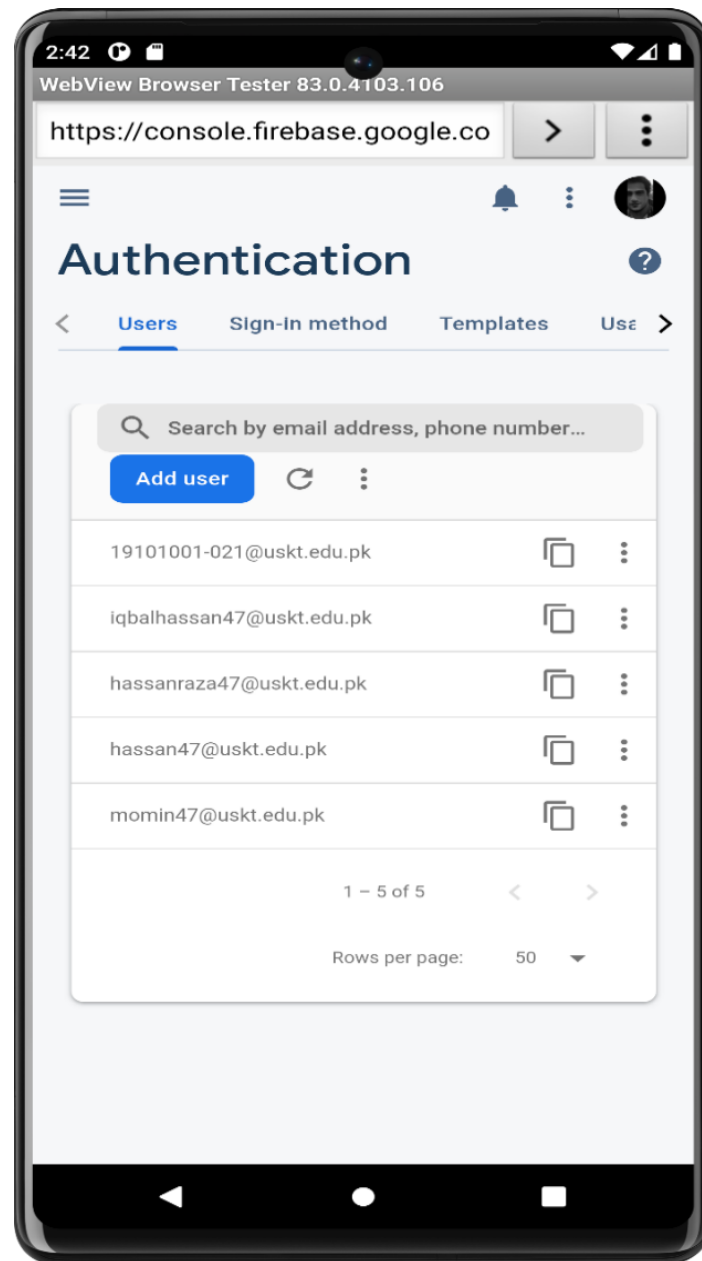 2:42
WebView Browser Tester 83.0.4103.106
https://console.firebase.google.co
Authentication
Users Sign-in method Templates Usa
Search by email address, phone number...
Add user
19101001-021@uskt.edu.pk
iqbalhassan47@uskt.edu.pk
hassanraza47@uskt.edu.pk
hassan47@uskt.edu.pk
momin47@uskt.edu.pk
1 – 5 of 5
Rows per page: 50